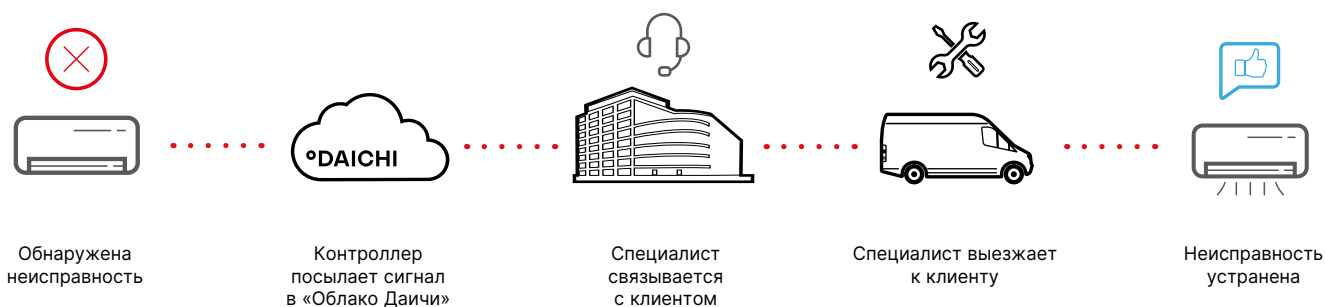 °DAICHI
Обнаружена
неисправность
Контроллер
посылает сигнал
в «Облако Даичи»
Специалист
связывается
с клиентом
Специалист выезжает
к клиенту
Неисправность
устранена